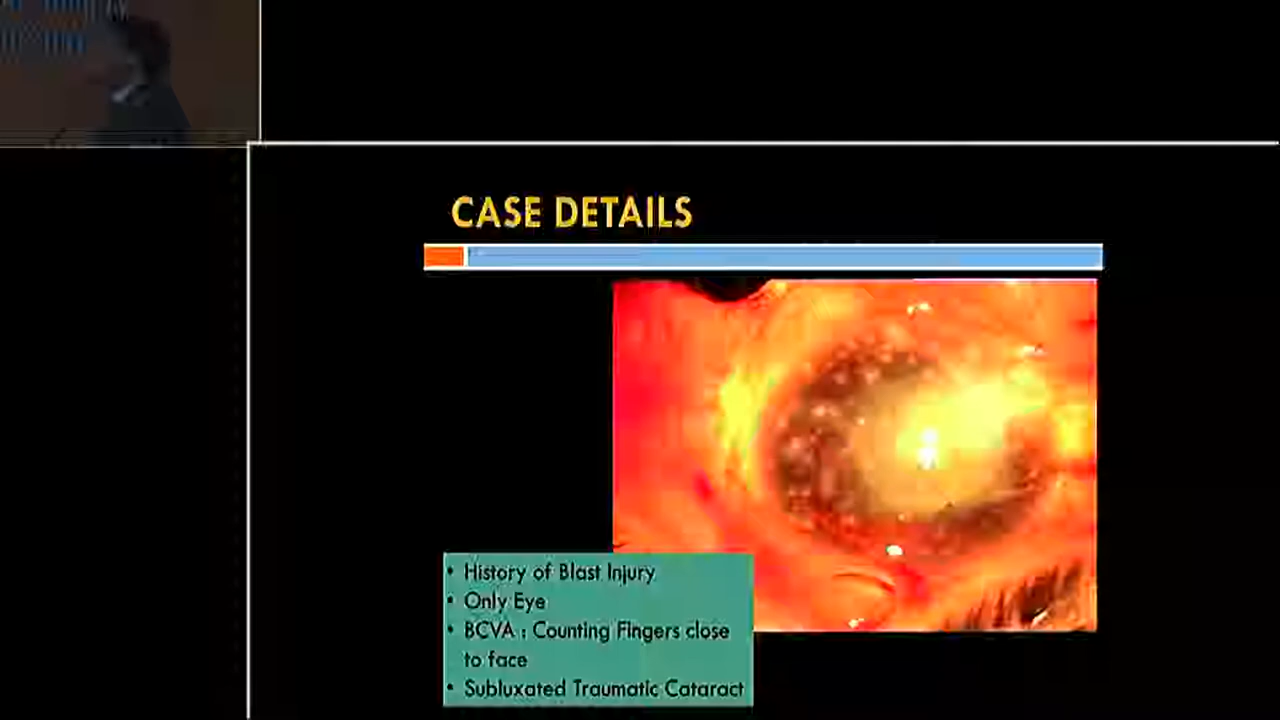 CASE DETAILS
• History of Blast Injury
• Only Eye
• BCVA : Counting Fingers close
to face
• Subluxated Traumatic Cataract